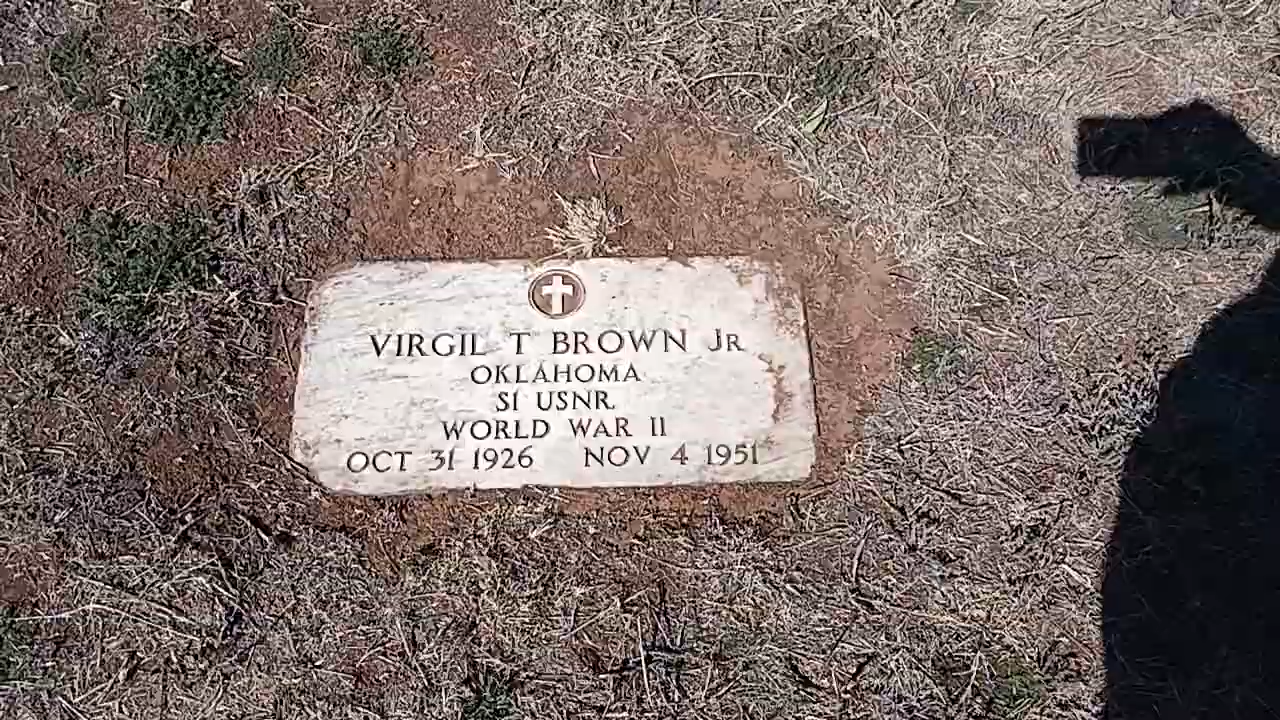 VIRGIL T BROWN JR
OKLAHOMA
S1 USNR
WORLD WAR II
OCT 31 1926 NOV 4 1951